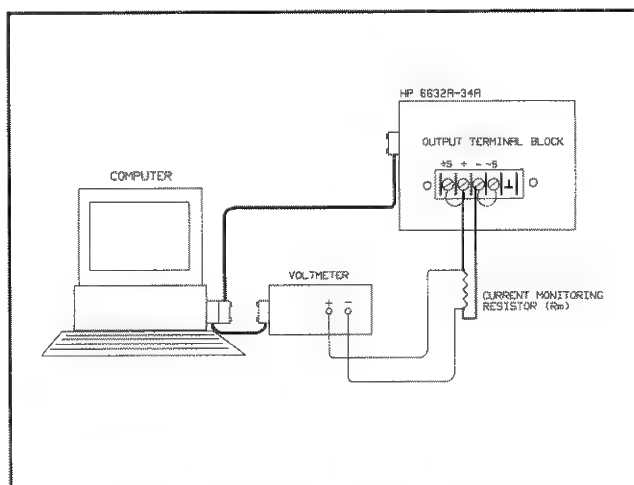 HP 6632A-34A
OUTPUT TERMINAL BLOCK
+S + - -S
COMPUTER
VOLTMETER
+ -
CURRENT MONITORING
RESISTOR (Rm)